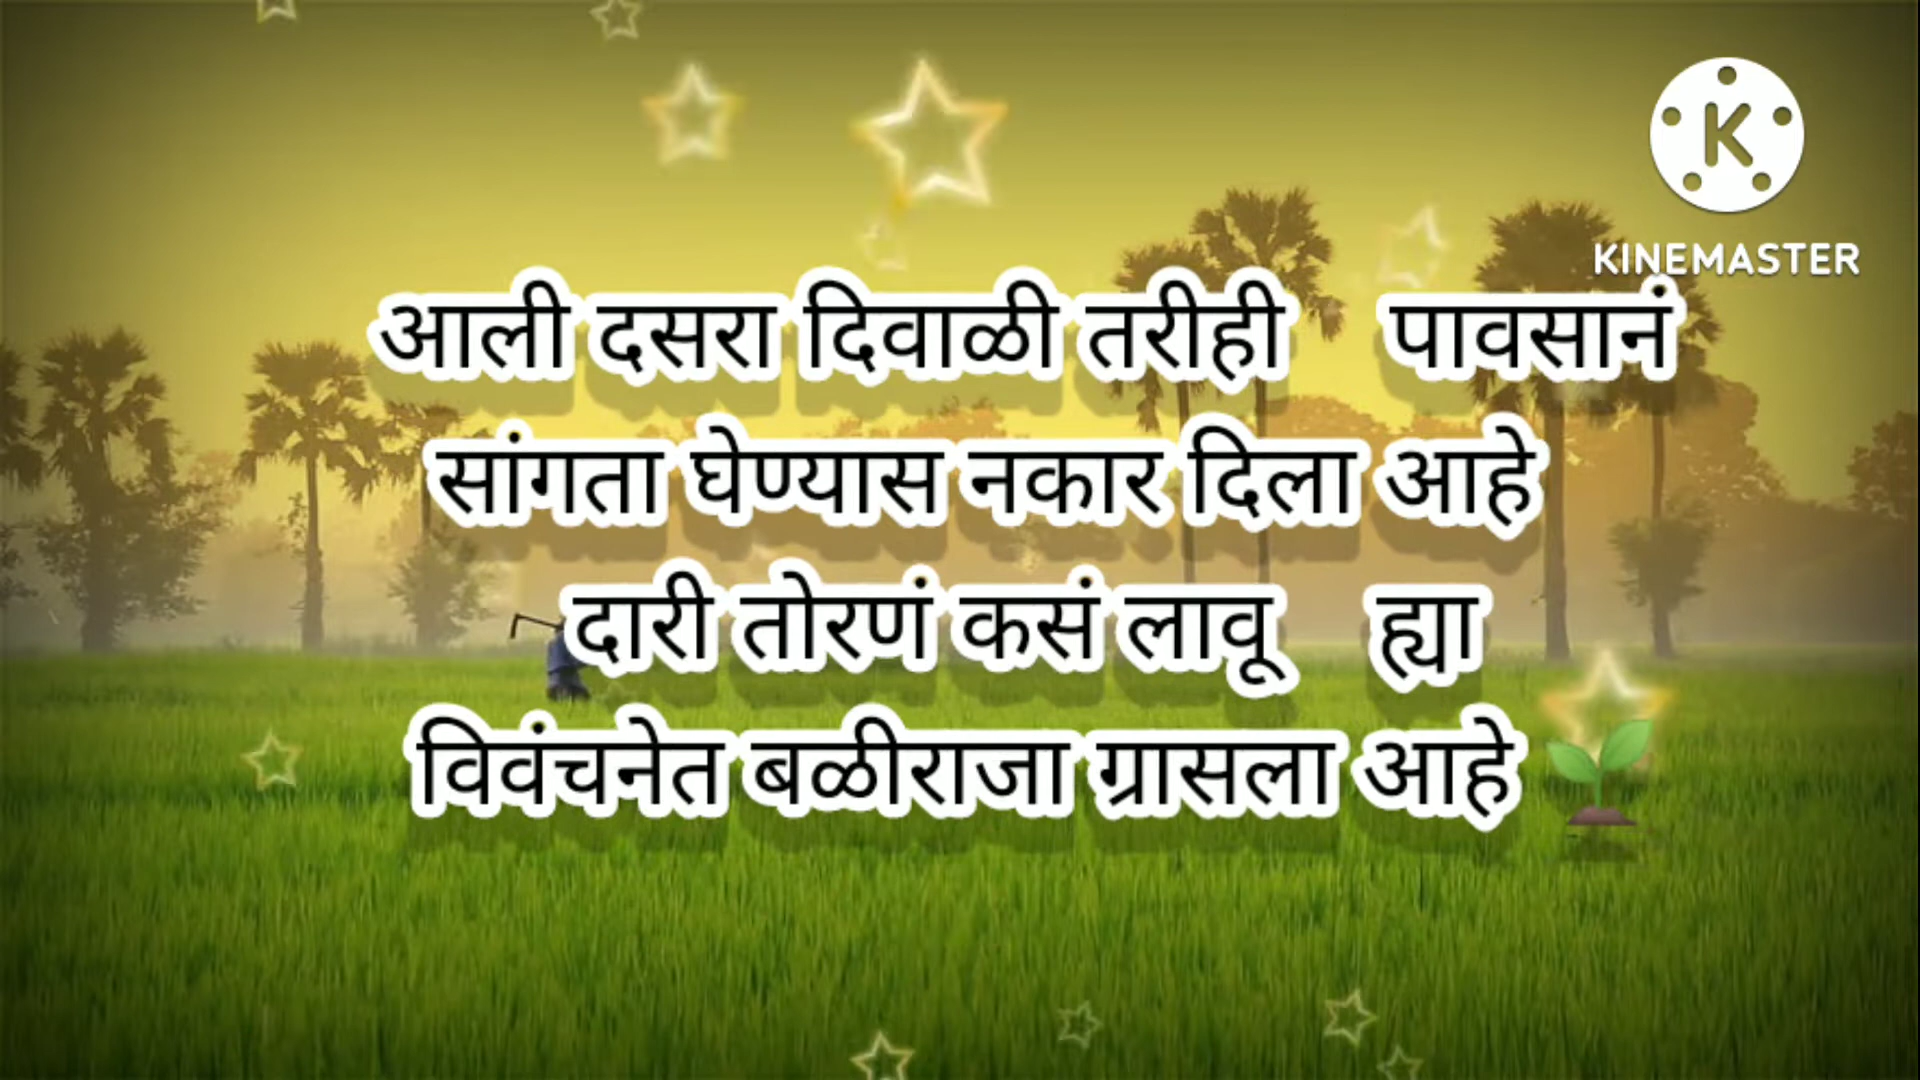 KINEMASTER
आली दसरा दिवाळी तरीही पावसानं
सांगता घेण्यास नकार दिला आहे
दारी तोरणं कसं लावू ह्या
विवंचनेत बळीराजा ग्रासला आहे 🌱